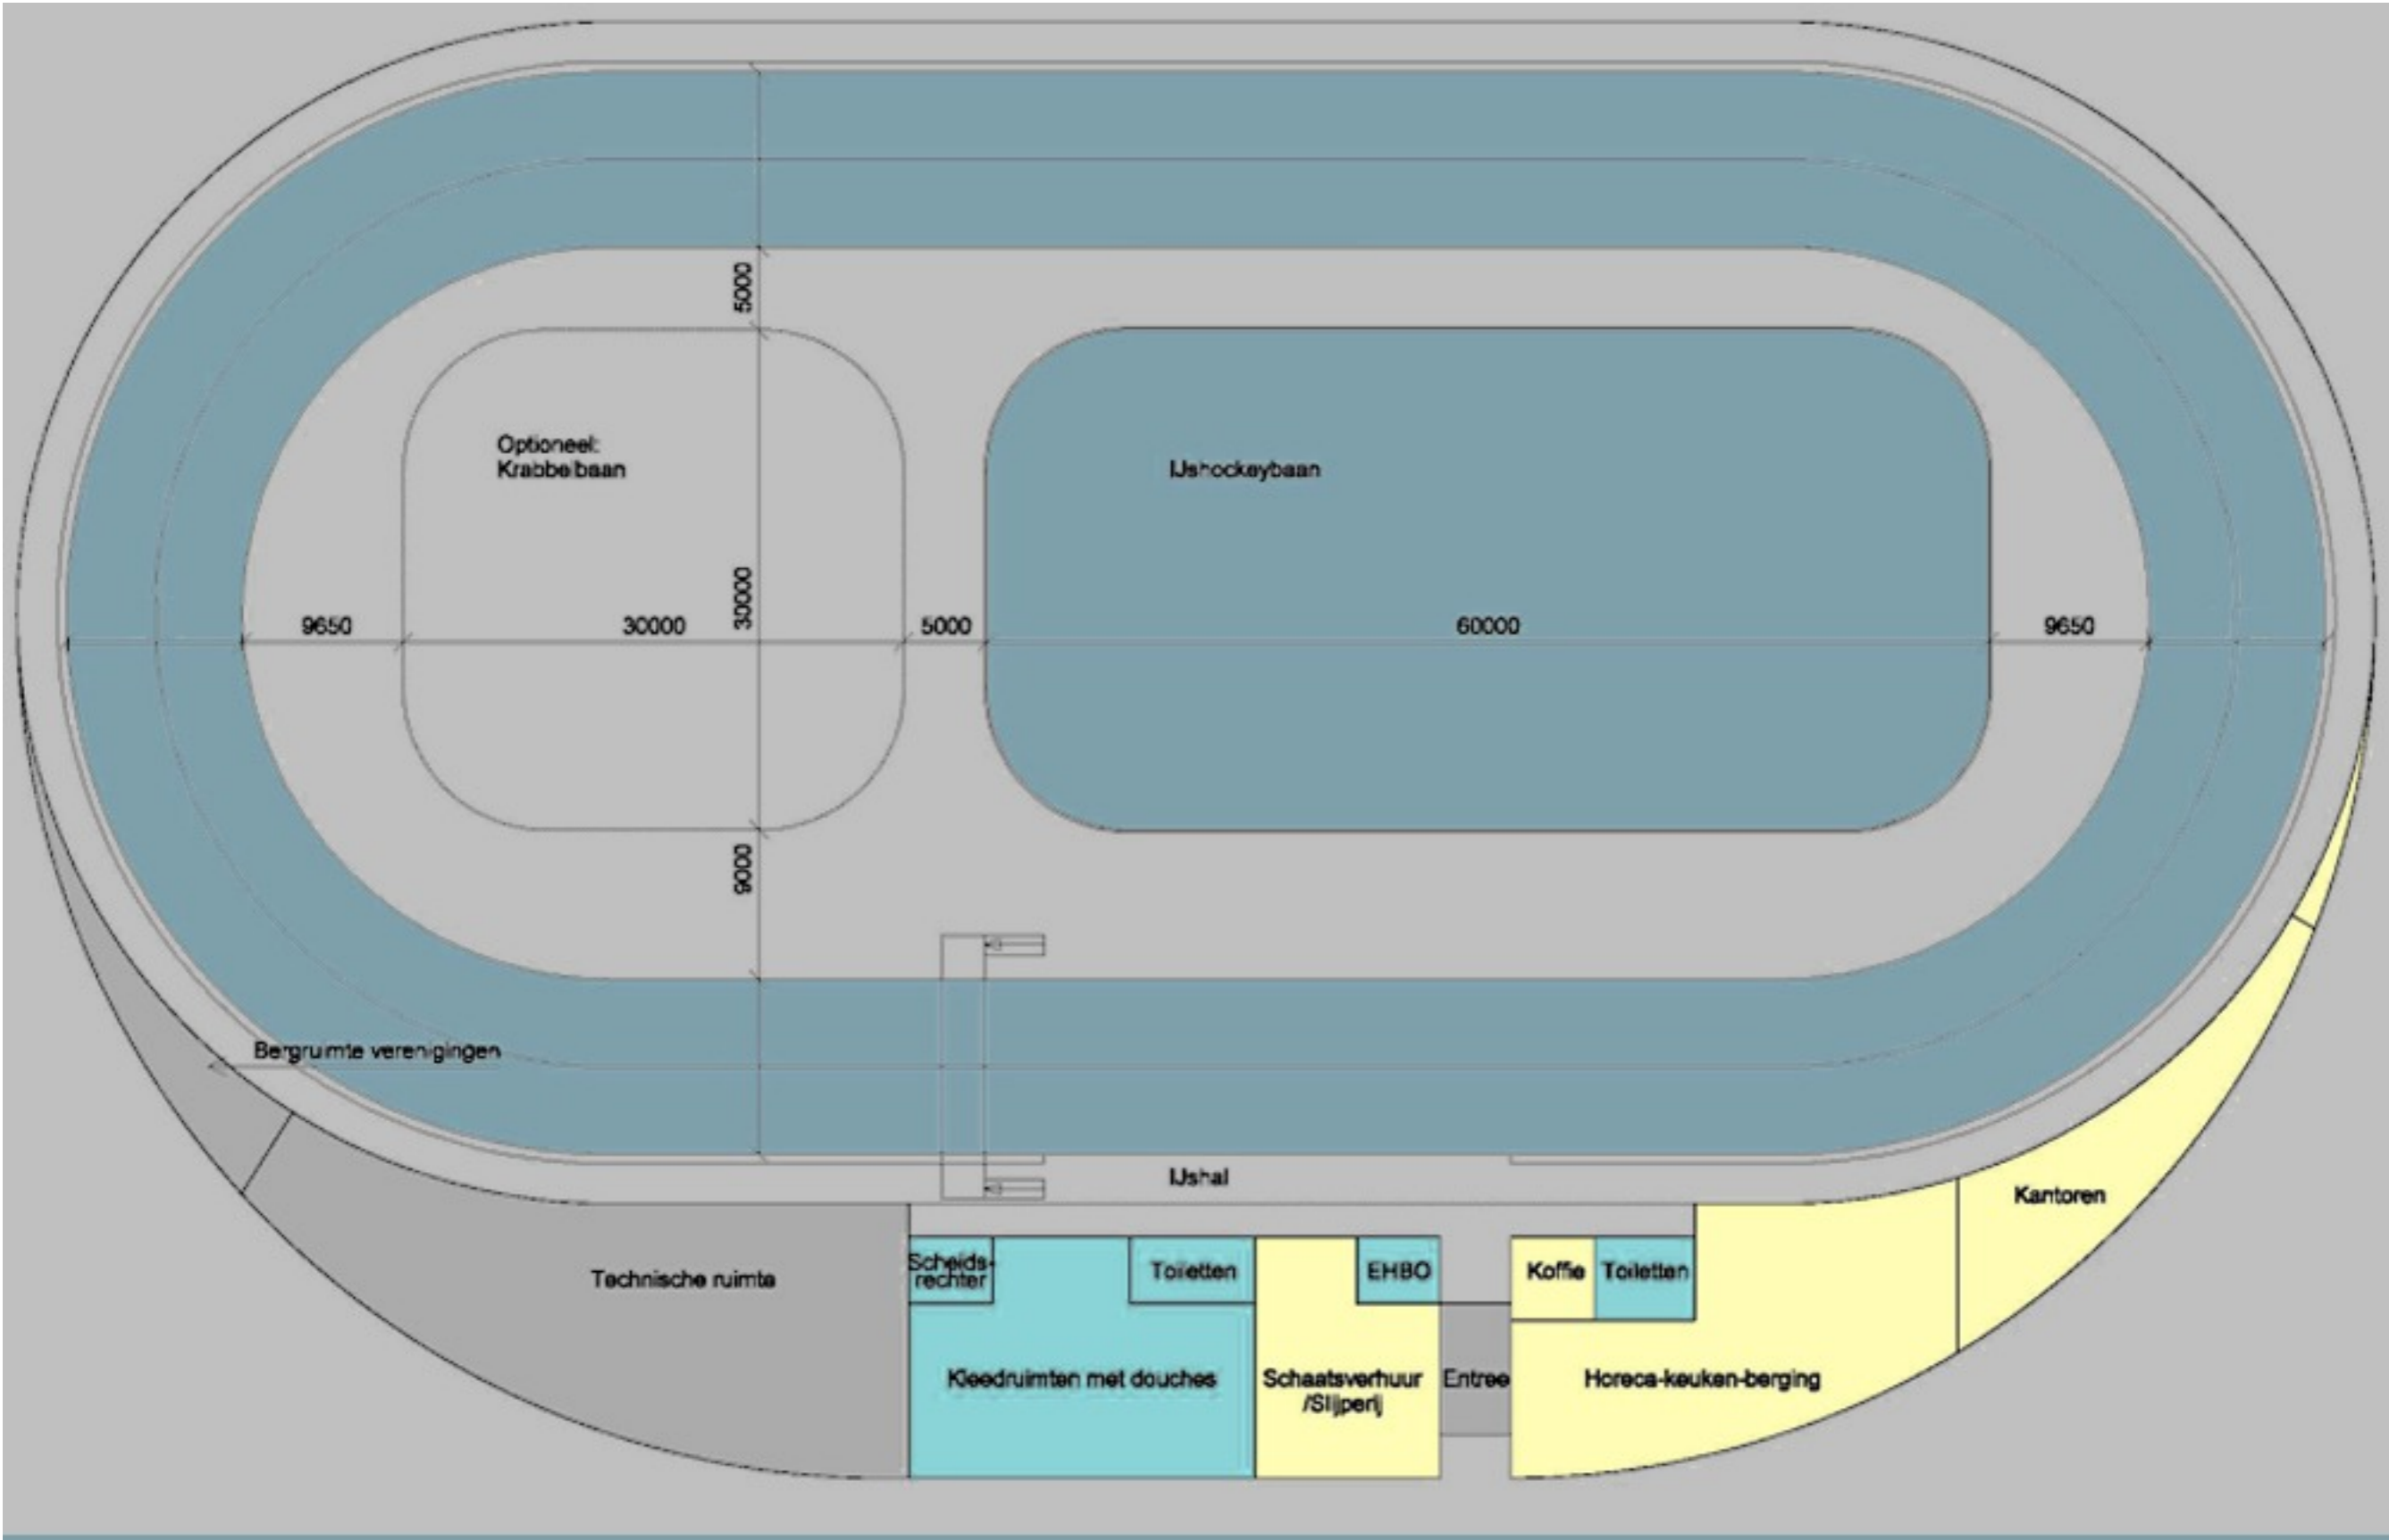 5000
Optioneel:
Krabbelbaan
IJshockeybaan
30000
9650
30000
5000
60000
9650
9000
Bergruimte verenigingen
IJshal
Kantoren
Scheids-
rechter
Toiletten
EHBO
Koffie
Toiletten
Technische ruimte
Kleedruimten met douches
Schaatsverhuur
/Slijperij
Entree
Horeca-keuken-berging